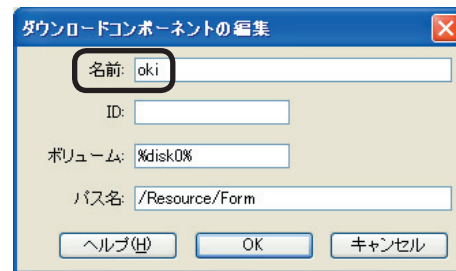 ダウンロードコンポーネントの編集
名前: oki
ID:
ボリューム: %disk0%
パス名: /Resource/Form
ヘルプ(H) OK キャンセル